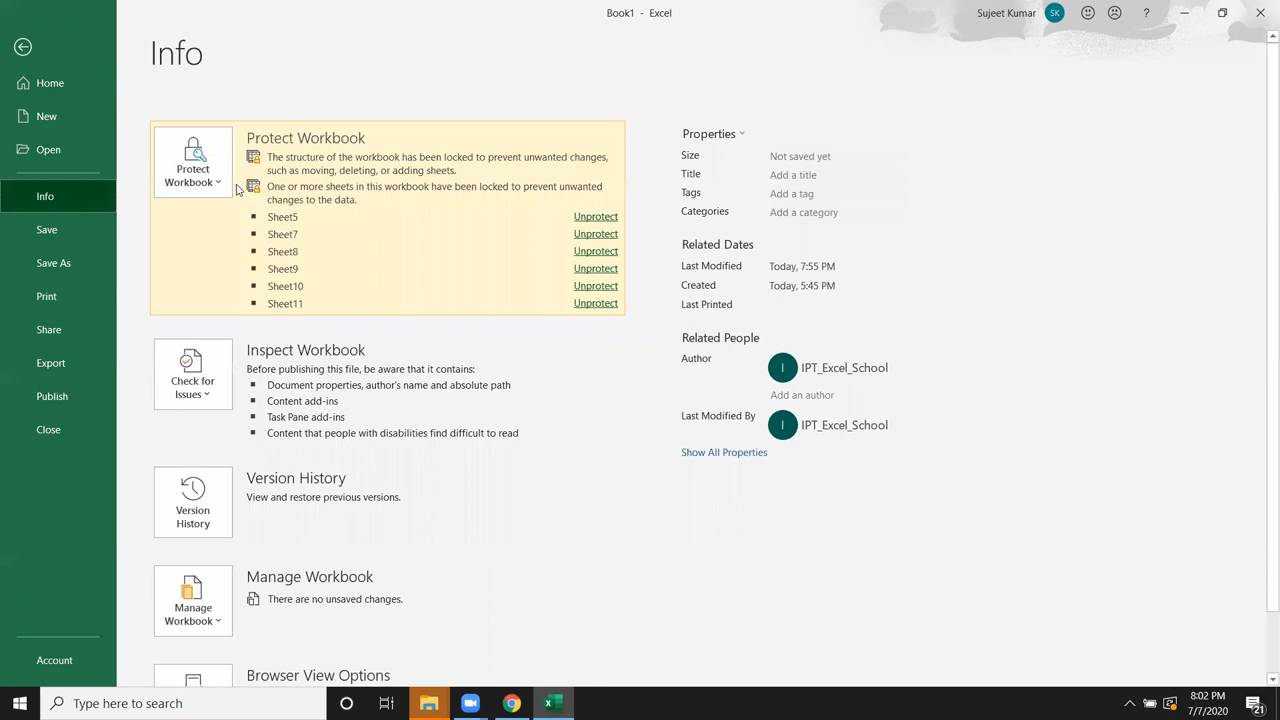 Book1 - Excel
Sujeet Kumar
SK
?
Info
Home
New
Open
Info
Save
Save As
Print
Share
Export
Publish
Close
Account
Protect
Workbook
Protect Workbook
The structure of the workbook has been locked to prevent unwanted changes,
such as moving, deleting, or adding sheets.
One or more sheets in this workbook have been locked to prevent unwanted
changes to the data.
Sheet5 Unprotect
Sheet7 Unprotect
Sheet8 Unprotect
Sheet9 Unprotect
Sheet10 Unprotect
Sheet11 Unprotect
Check for
Issues
Inspect Workbook
Before publishing this file, be aware that it contains:
Document properties, author's name and absolute path
Content add-ins
Task Pane add-ins
Content that people with disabilities find difficult to read
Version
History
Version History
View and restore previous versions.
Manage
Workbook
Manage Workbook
There are no unsaved changes.
Browser View Options
Properties
Size Not saved yet
Title Add a title
Tags Add a tag
Categories Add a category
Related Dates
Last Modified Today, 7:55 PM
Created Today, 5:45 PM
Last Printed
Related People
Author I IPT_Excel_School
Add an author
Last Modified By I IPT_Excel_School
Show All Properties
Type here to search
8:02 PM
7/7/2020
21